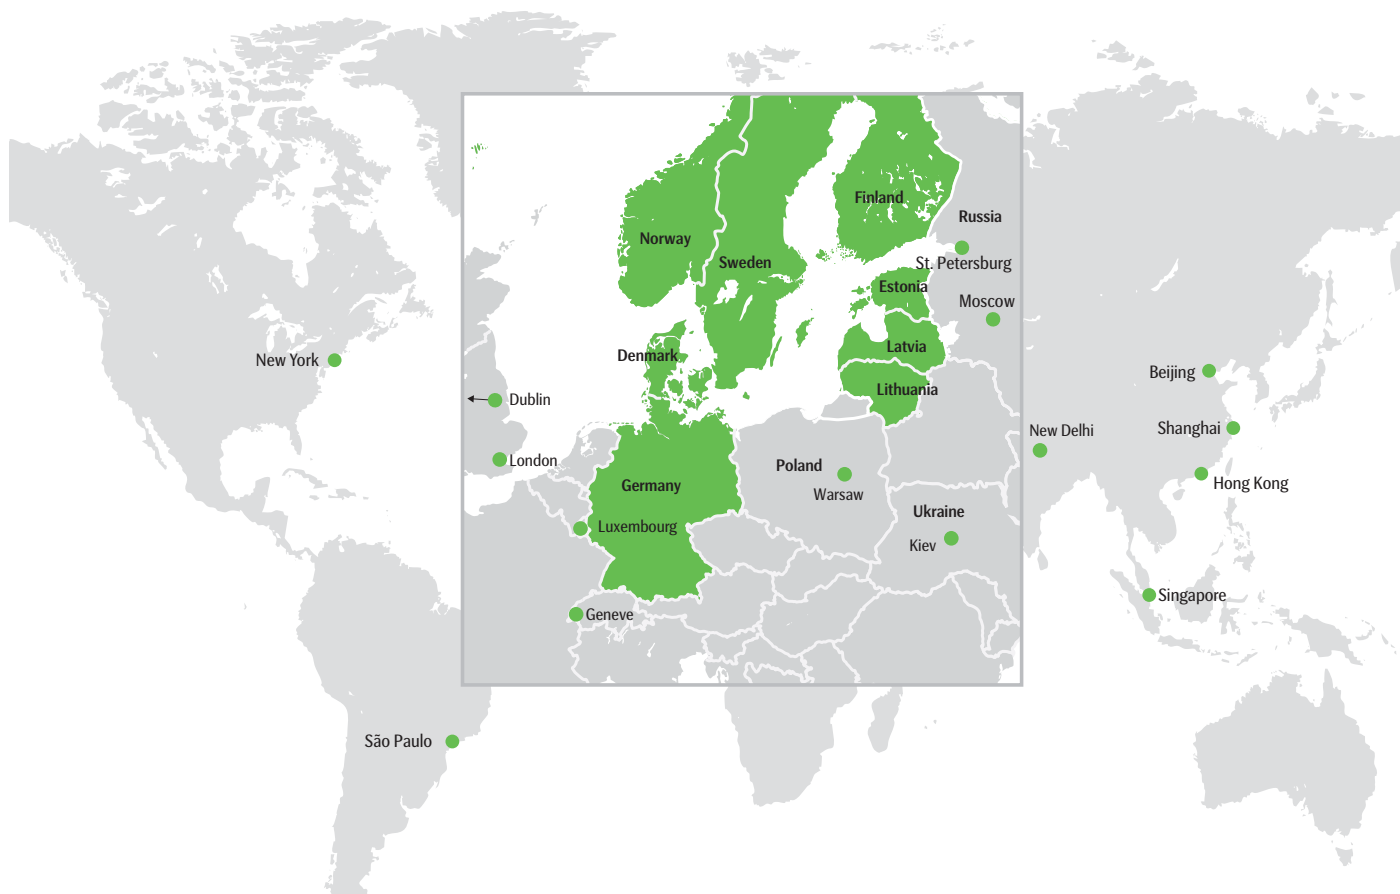 Finland
Russia
Norway
Sweden
St. Petersburg
Estonia
Moscow
Latvia
Denmark
New York
Beijing
Lithuania
Dublin
New Delhi
Shanghai
London
Poland
Germany
Warsaw
Hong Kong
Ukraine
Luxembourg
Kiev
Singapore
Geneve
São Paulo